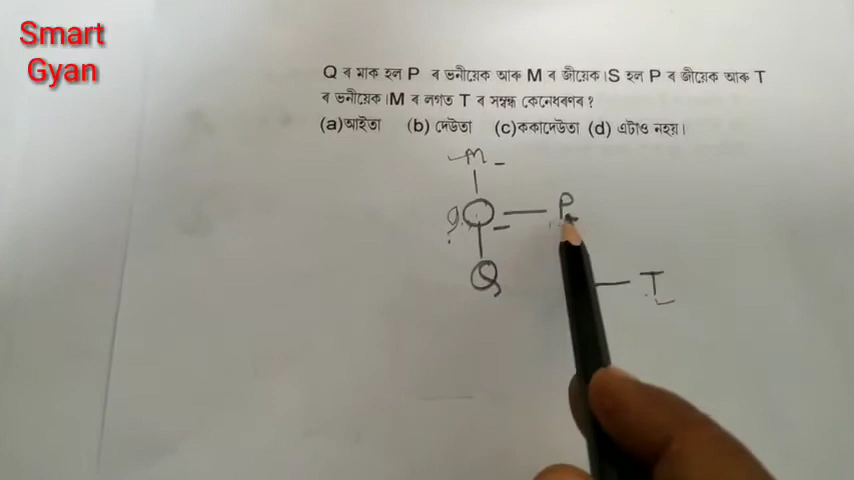 Smart
Gyan
Q ৰ মাক হল P ৰ ভনীয়েক আৰু M ৰ জীয়েক।S হল P ৰ জীয়েক আৰু T
ৰ ভনীয়েক।M ৰ লগত T ৰ সম্বন্ধ কেনেধৰণৰ ?
(a)আইতা (b) দেউতা (c)ককাদেউতা (d) এটাও নহয়।
M -
? P
Q T